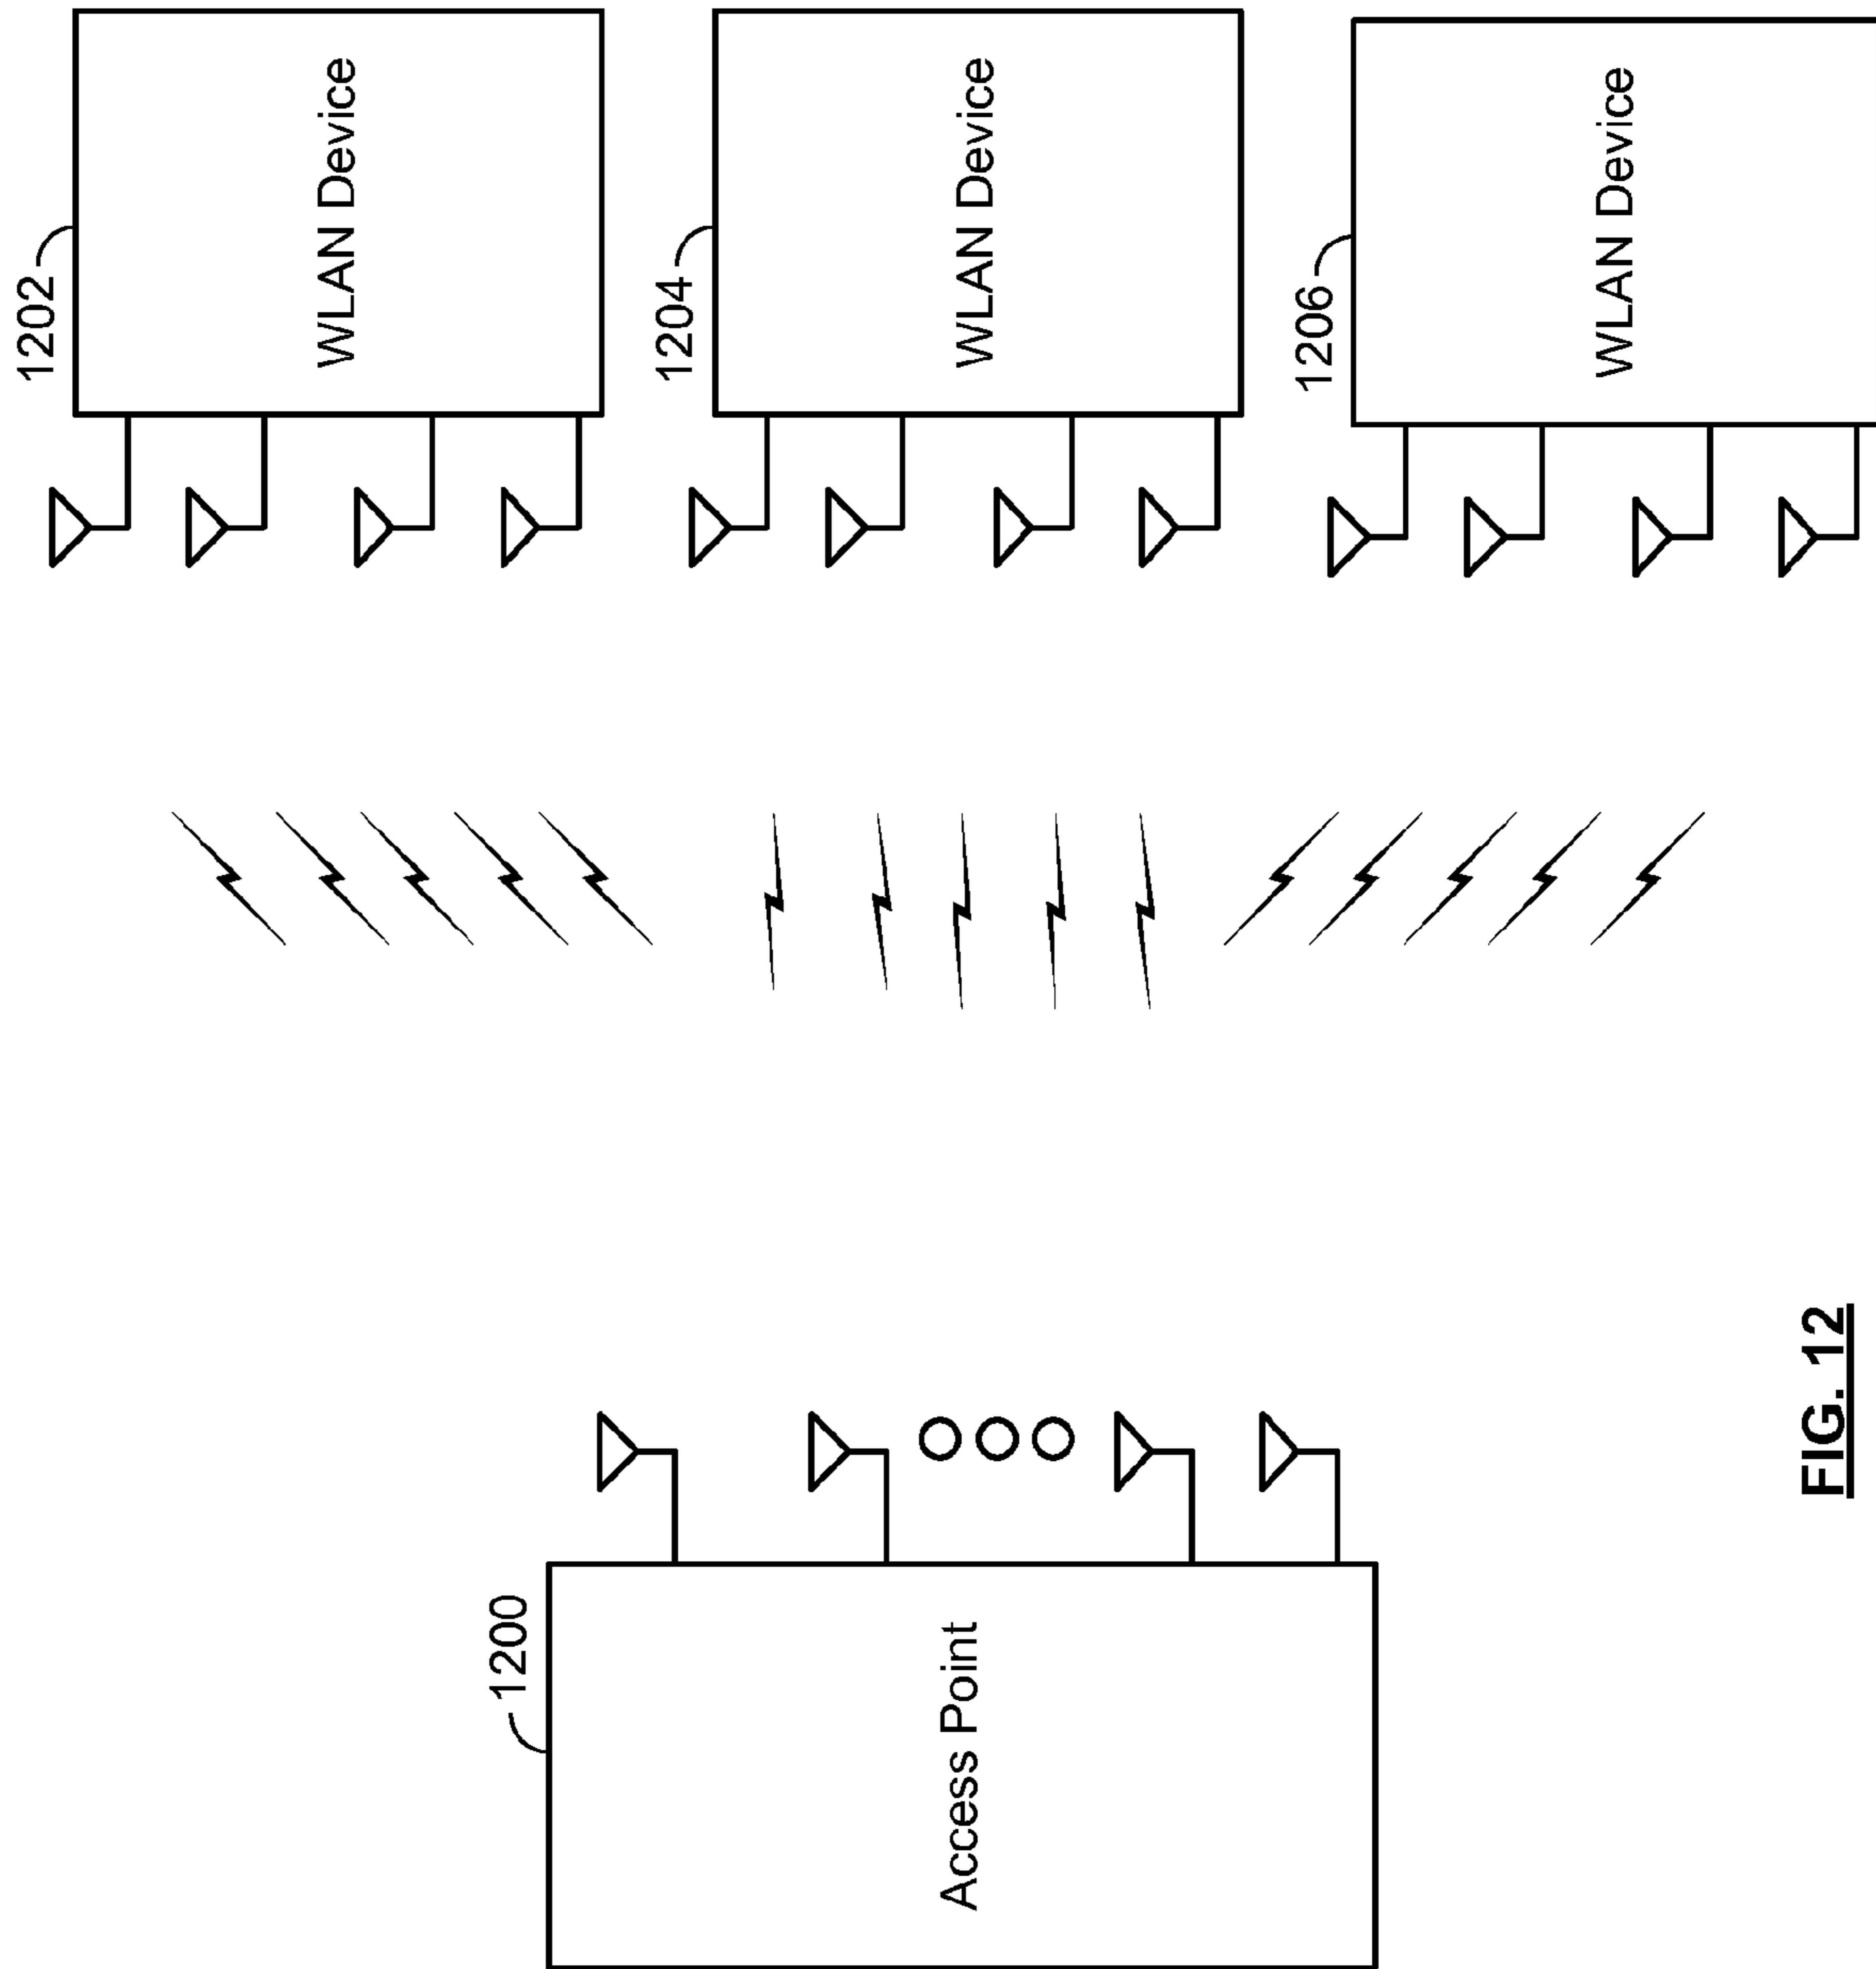 1200
Access Point
1202
WLAN Device
1204
WLAN Device
1206
WLAN Device
FIG. 12